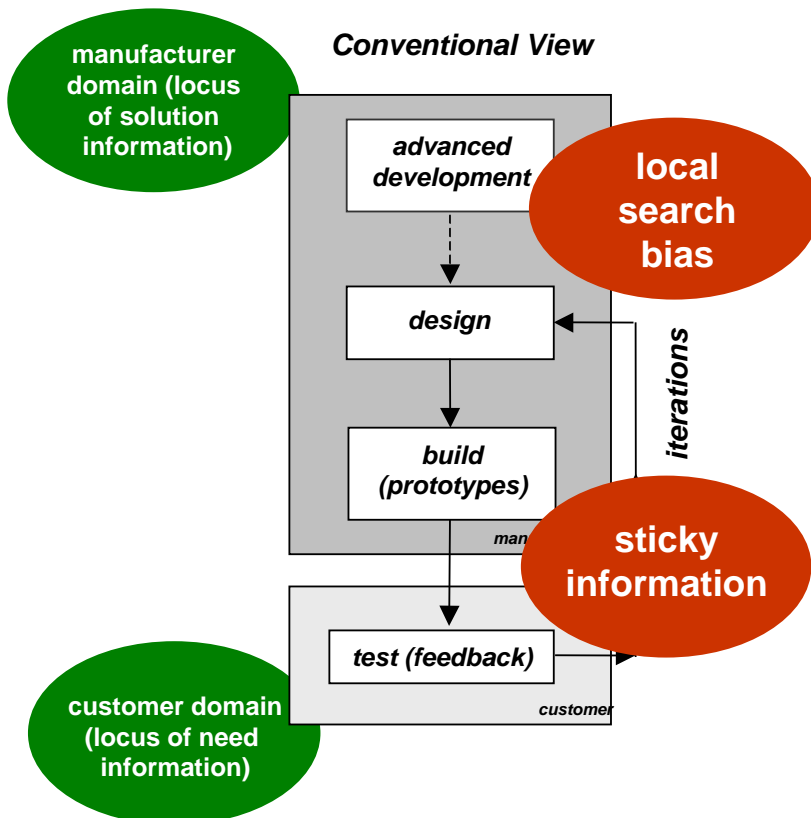 Conventional View
manufacturer
domain (locus
of solution
information)
advanced
development
local
search
bias
design
iterations
build
(prototypes)
sticky
information
test (feedback)
customer
customer domain
(locus of need
information)